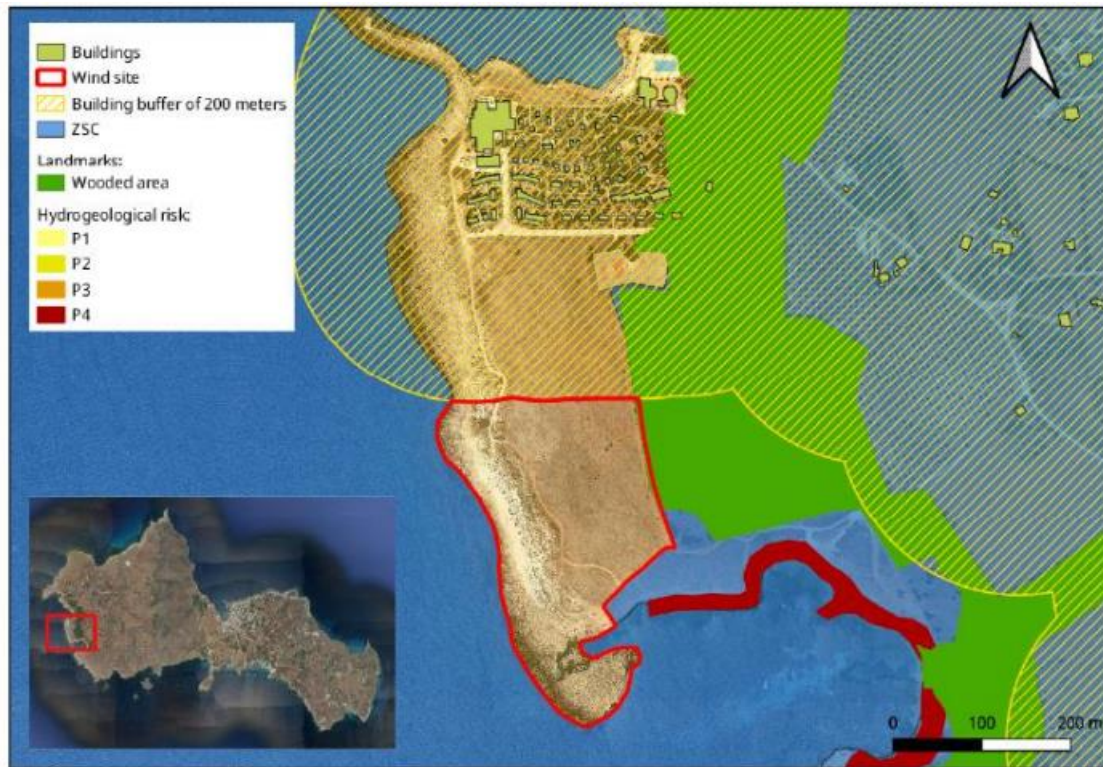 Buildings
Wind site
Building buffer of 200 meters
ZSC
Landmarks:
Wooded area
Hydrogeological risk:
P1
P2
P3
P4
0 100 200 m